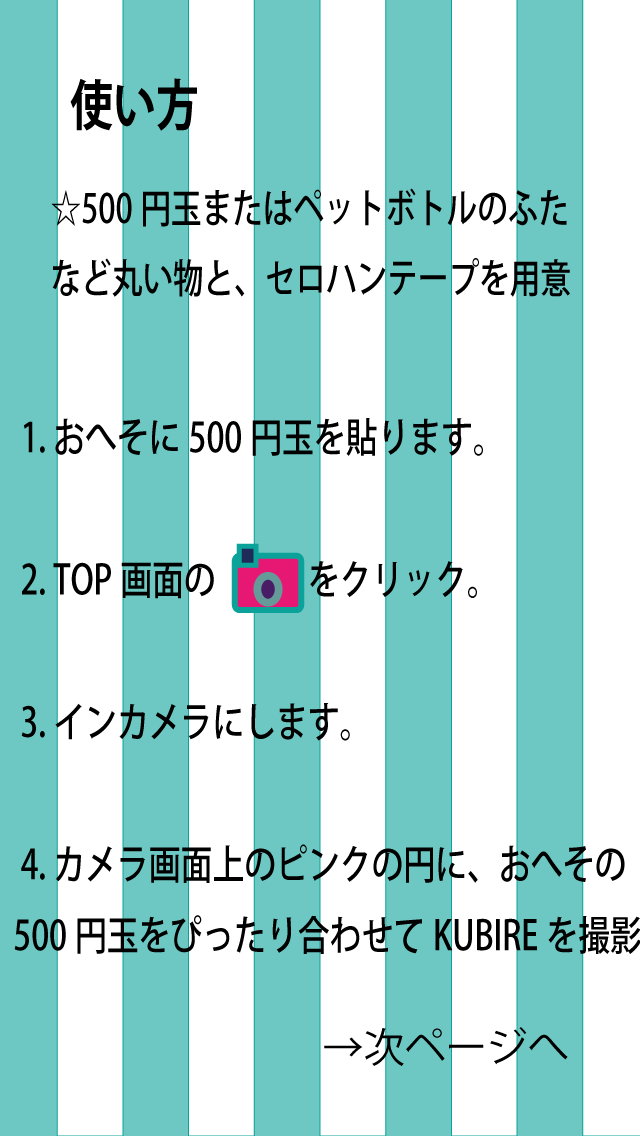 使い方
☆500 円玉またはペットボトルのふた
など丸い物と、セロハンテープを用意
1. おへそに 500 円玉を貼ります。
2. TOP 画面の をクリック。
3. インカメラにします。
4. カメラ画面上のピンクの円に、おへその
500 円玉をぴったり合わせて KUBIRE を撮影
→次ページへ